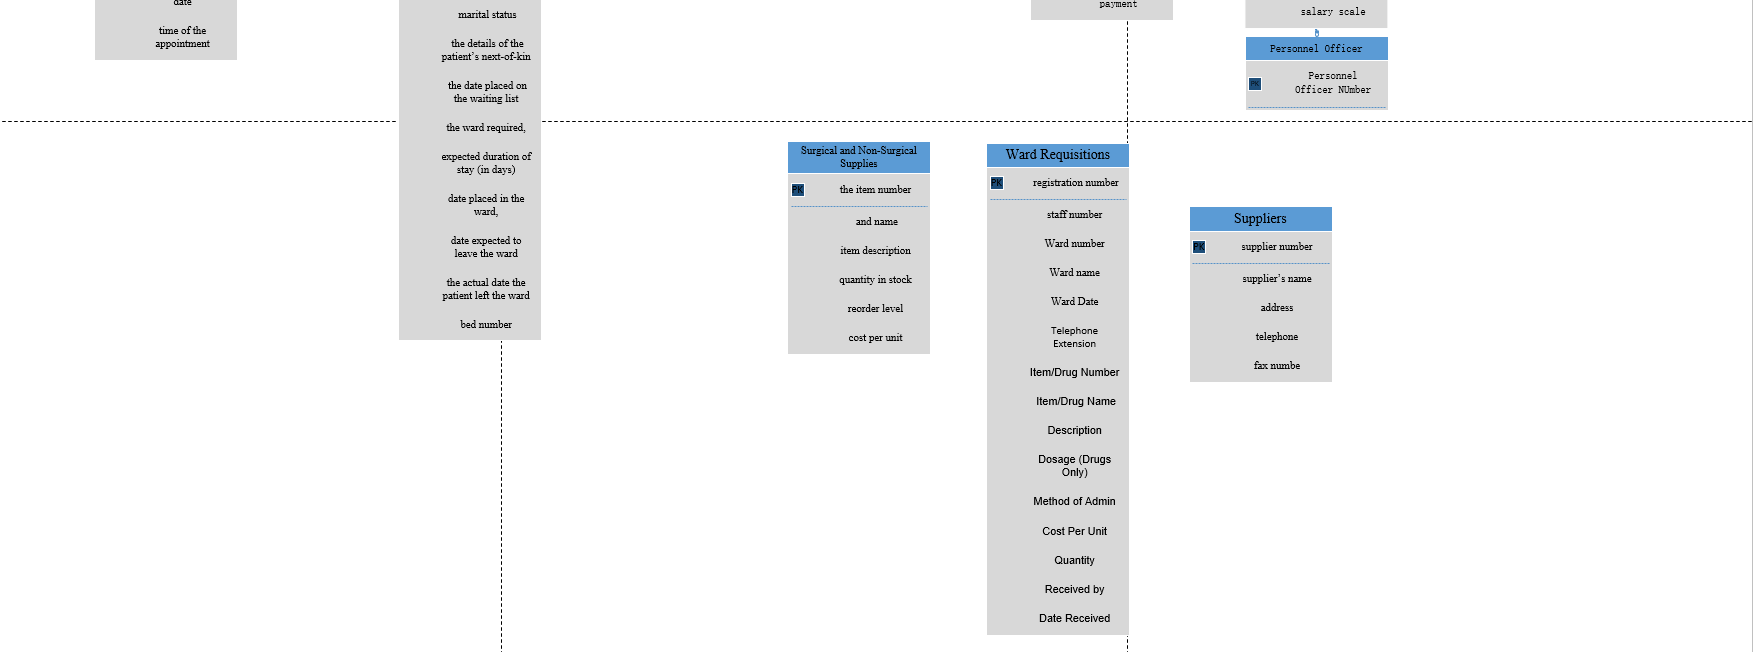 date
time of the
appointment
marital status
the details of the
patient’s next-of-kin
the date placed on
the waiting list
the ward required,
expected duration of
stay (in days)
date placed in the
ward,
date expected to
leave the ward
the actual date the
patient left the ward
bed number
payment
salary scale
Personnel Officer
PK
Personnel
Officer NUmber
Surgical and Non-Surgical
Supplies
PK
the item number
and name
item description
quantity in stock
reorder level
cost per unit
Ward Requisitions
PK
registration number
staff number
Ward number
Ward name
Ward Date
Telephone
Extension
Item/Drug Number
Item/Drug Name
Description
Dosage (Drugs
Only)
Method of Admin
Cost Per Unit
Quantity
Received by
Date Received
Suppliers
PK
supplier number
supplier’s name
address
telephone
fax numbe